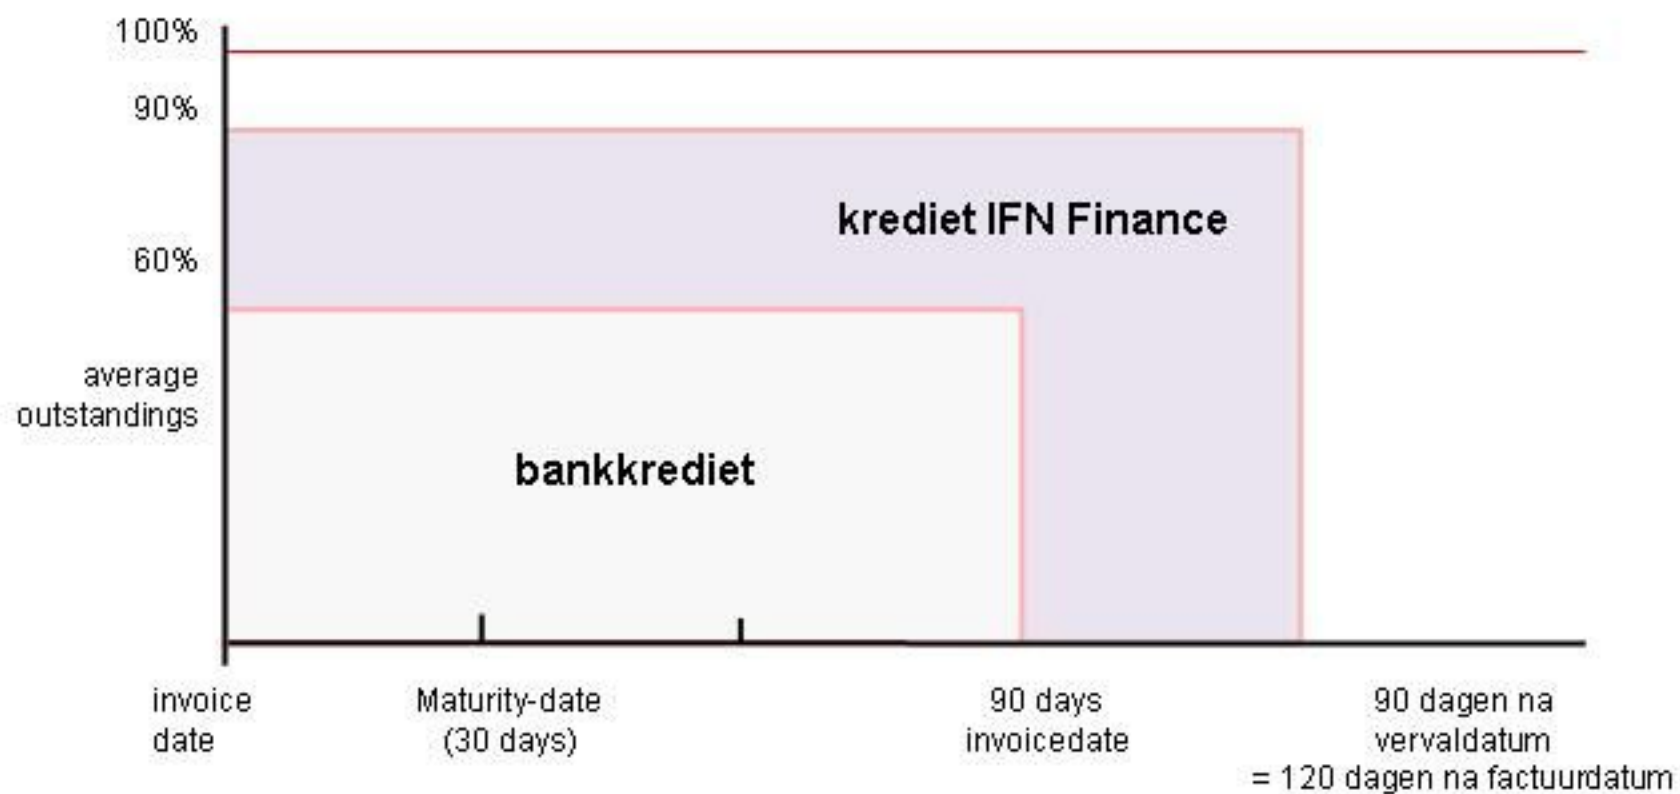 100%
90%
krediet IFN Finance
60%
average
outstandings
bankkrediet
invoice
date
Maturity-date
(30 days)
90 days
invoicedate
90 dagen na
vervaldatum
= 120 dagen na factuurdatum